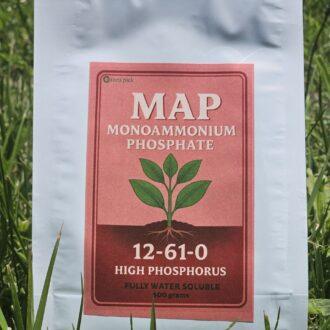 MAP
MONOAMMONIUM
PHOSPHATE
12-61-0
HIGH PHOSPHORUS
FULLY WATER SOLUBLE
500 grams